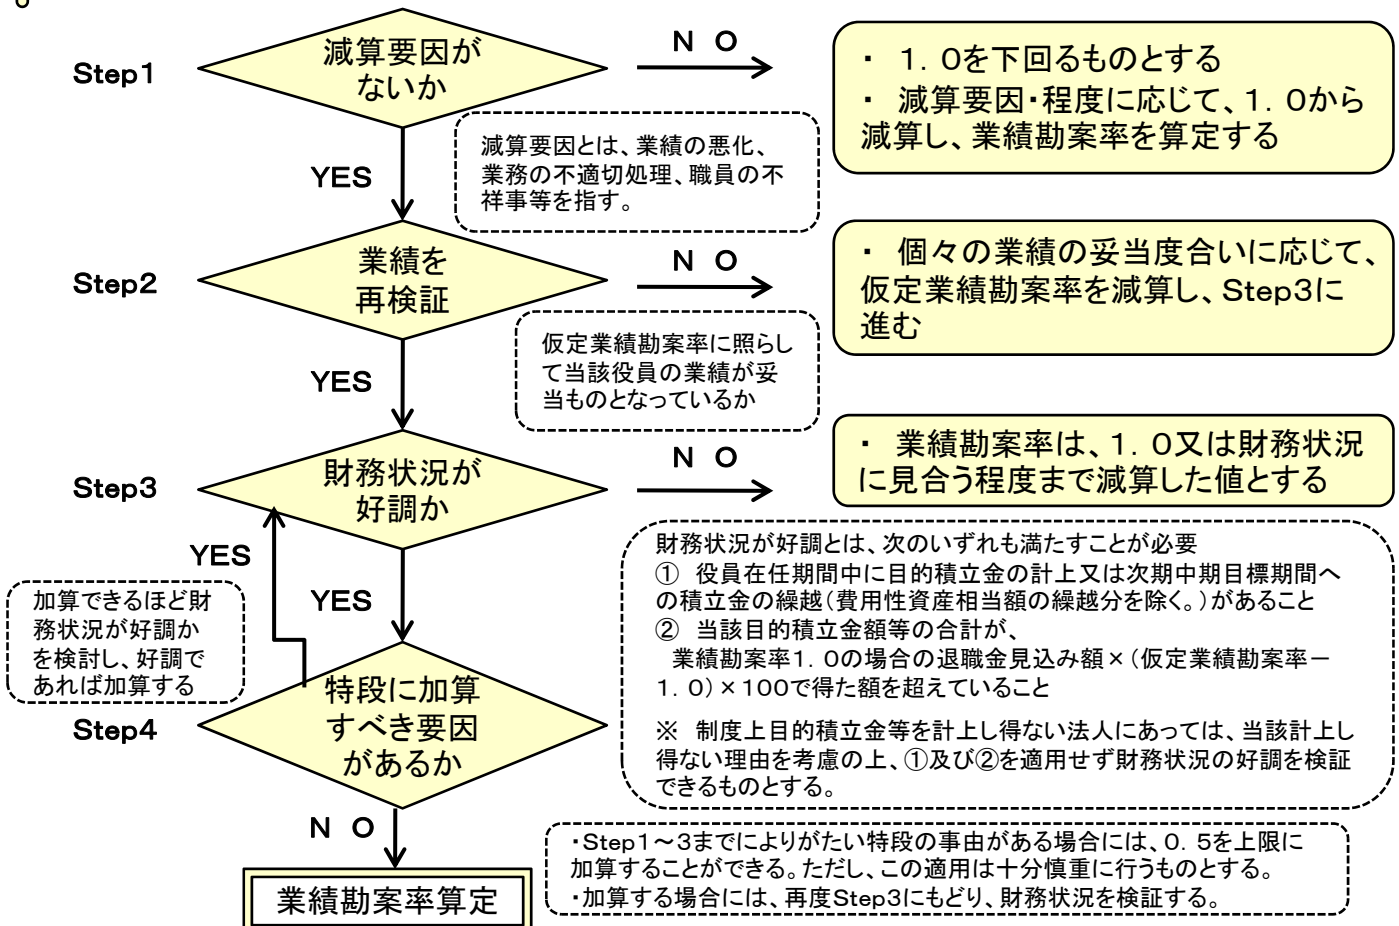 。
Step1
減算要因が
ないか
NO
・ 1.0を下回るものとする
・ 減算要因・程度に応じて、1.0から
減算し、業績勘案率を算定する
YES
減算要因とは、業績の悪化、
業務の不適切処理、職員の不
祥事等を指す。
Step2
業績を
再検証
NO
・ 個々の業績の妥当度合いに応じて、
仮定業績勘案率を減算し、Step3に
進む
YES
仮定業績勘案率に照らし
て当該役員の業績が妥
当ものとなっているか
Step3
財務状況が
好調か
NO
・ 業績勘案率は、1.0又は財務状況
に見合う程度まで減算した値とする
YES
加算できるほど財
務状況が好調か
を検討し、好調で
あれば加算する
YES
財務状況が好調とは、次のいずれも満たすことが必要
① 役員在任期間中に目的積立金の計上又は次期中期目標期間へ
の積立金の繰越(費用性資産相当額の繰越分を除く。)があること
② 当該目的積立金額等の合計が、
業績勘案率1.0の場合の退職金見込み額×(仮定業績勘案率-
1.0)×100で得た額を超えていること
※ 制度上目的積立金等を計上し得ない法人にあっては、当該計上し
得ない理由を考慮の上、①及び②を適用せず財務状況の好調を検証
できるものとする。
Step4
特段に加算
すべき要因
があるか
NO
・Step1~3までによりがたい特段の事由がある場合には、0.5を上限に
加算することができる。ただし、この適用は十分慎重に行うものとする。
・加算する場合には、再度Step3にもどり、財務状況を検証する。
業績勘案率算定